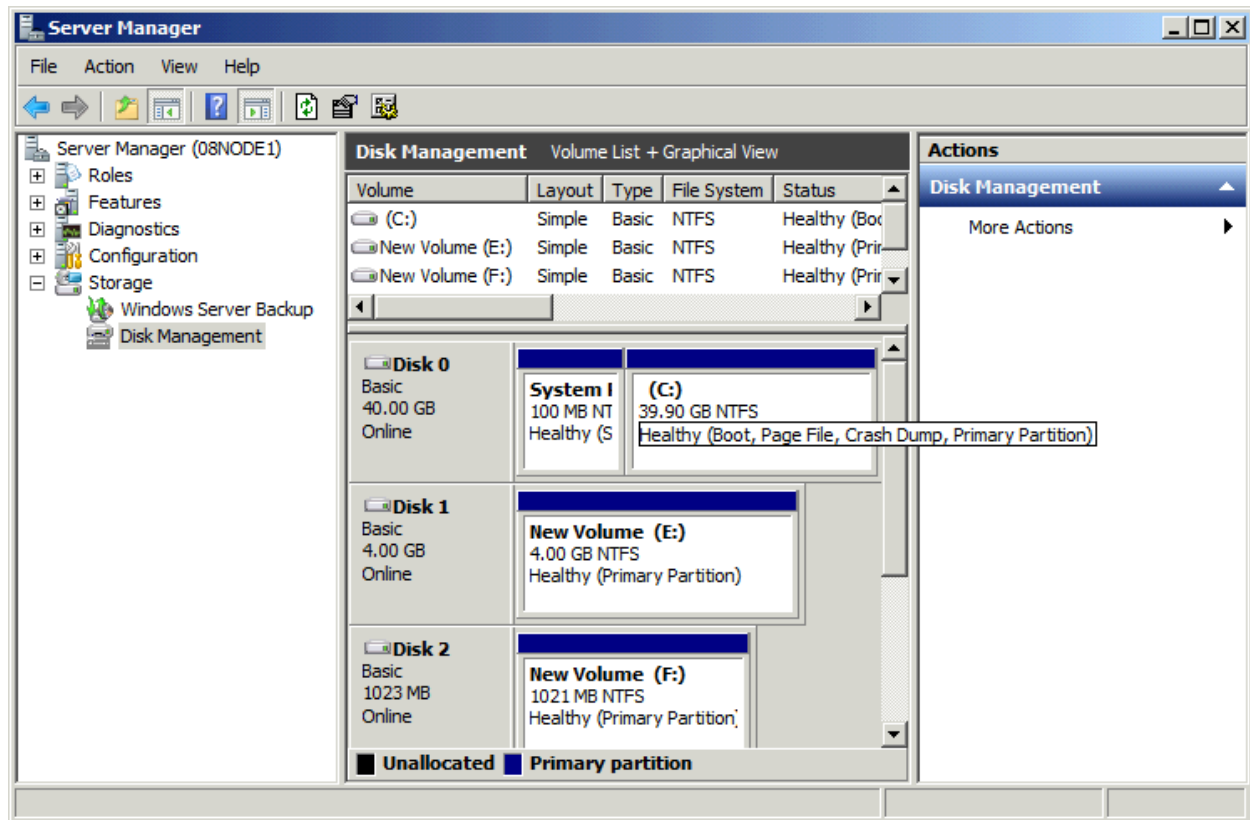 Server Manager
File Action View Help
Server Manager (08NODE1)
Roles
Features
Diagnostics
Configuration
Storage
Windows Server Backup
Disk Management
Disk Management Volume List + Graphical View
Volume Layout Type File System Status
(C:) Simple Basic NTFS Healthy (Boo
New Volume (E:) Simple Basic NTFS Healthy (Prir
New Volume (F:) Simple Basic NTFS Healthy (Prir
Disk 0
Basic
40.00 GB
Online
System
100 MB NT
Healthy (S
(C:)
39.90 GB NTFS
Healthy (Boot, Page File, Crash Dump, Primary Partition)
Disk 1
Basic
4.00 GB
Online
New Volume (E:)
4.00 GB NTFS
Healthy (Primary Partition)
Disk 2
Basic
1023 MB
Online
New Volume (F:)
1021 MB NTFS
Healthy (Primary Partition
Unallocated Primary partition
Actions
Disk Management
More Actions